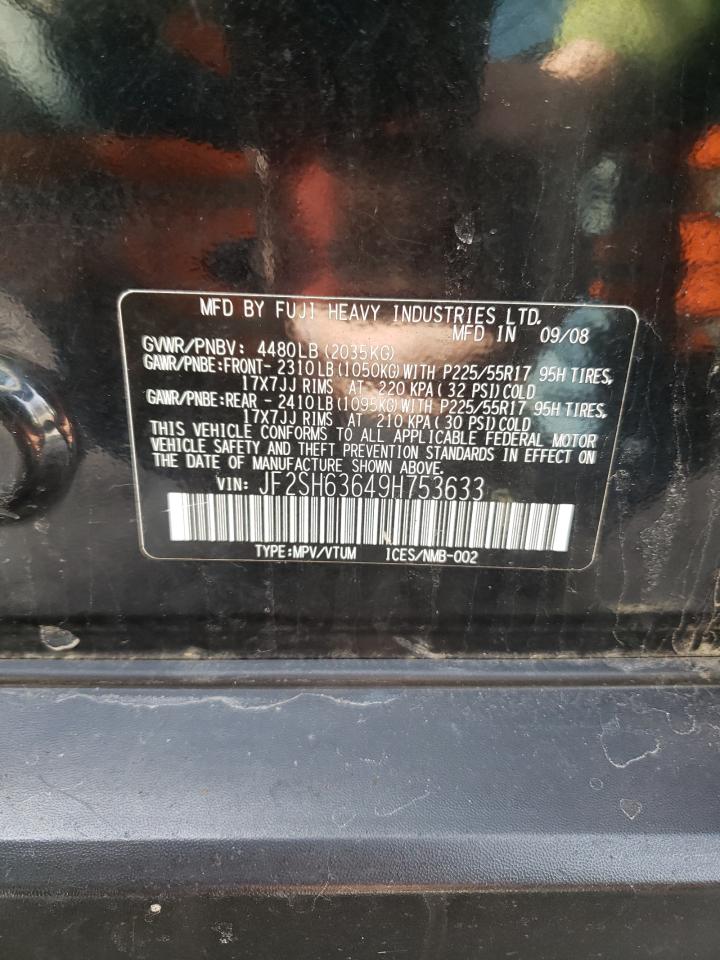 MFD BY FUJI HEAVY INDUSTRIES LTD.
MFD IN 09/08
GVWR/PNBV: 4480LB (2035KG)
GAWR/PNBE:FRONT- 2310 LB (1050KG) WITH P225/55R17 95H TIRES,
17X7JJ RIMS AT 220 KPA (32 PSI) COLD
GAWR/PNBE:REAR - 2410 LB (1095KG) WITH P225/55R17 95H TIRES,
17X7JJ RIMS AT 210 KPA (30 PSI) COLD
THIS VEHICLE CONFORMS TO ALL APPLICABLE FEDERAL MOTOR
VEHICLE SAFETY AND THEFT PREVENTION STANDARDS IN EFFECT ON
THE DATE OF MANUFACTURE SHOWN ABOVE.
VIN: JF2SH63649H753633
TYPE:MPV/VTUM ICES/NMB-002